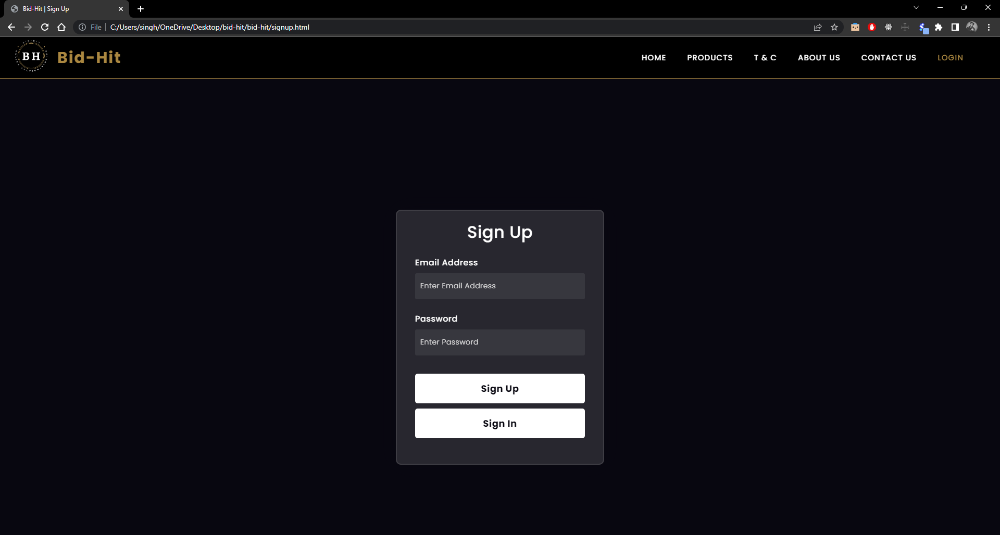 Bid-Hit | Sign Up
File C:/Users/singh/OneDrive/Desktop/bid-hit/bid-hit/signup.html
BID-HIT
BH
Bid-Hit
HOME PRODUCTS T & C ABOUT US CONTACT US LOGIN
Sign Up
Email Address
Enter Email Address
Password
Enter Password
Sign Up
Sign In